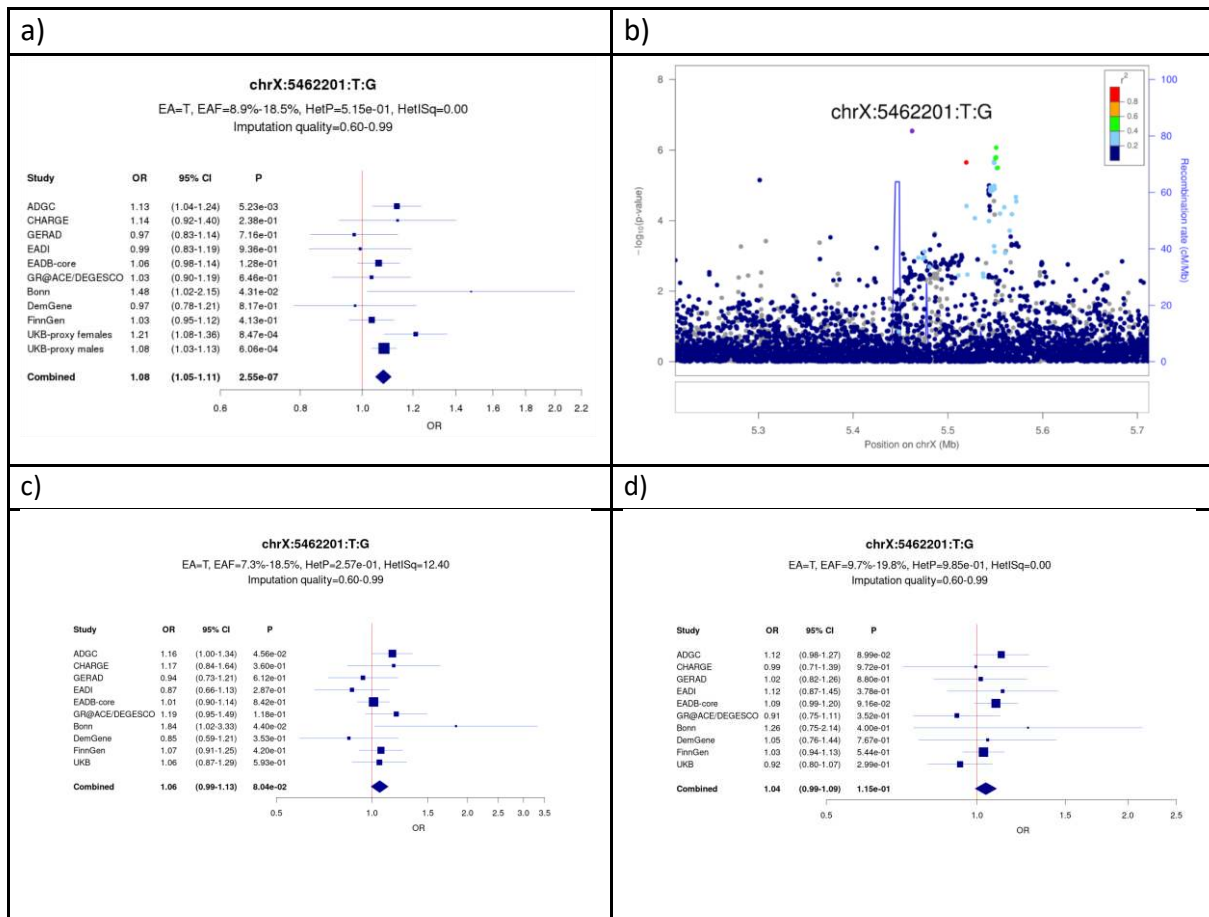 a)
chrX:5462201:T:G
EA=T, EAF=8.9%-18.5%, HetP=5.15e-01, HetISq=0.00
Imputation quality=0.60-0.99
Study OR 95% CI P
ADGC 1.13 (1.04-1.24) 5.23e-03
CHARGE 1.14 (0.92-1.40) 2.38e-01
GERAD 0.97 (0.83-1.14) 7.16e-01
EADI 0.99 (0.83-1.19) 9.36e-01
EADB-core 1.06 (0.98-1.14) 1.28e-01
GR@ACE/DEGESCO 1.03 (0.90-1.19) 6.46e-01
Bonn 1.48 (1.02-2.15) 4.31e-02
DemGene 0.97 (0.78-1.21) 8.17e-01
FinnGen 1.03 (0.95-1.12) 4.13e-01
UKB-proxy females 1.21 (1.08-1.36) 8.47e-04
UKB-proxy males 1.08 (1.03-1.13) 6.06e-04
Combined 1.08 (1.05-1.11) 2.55e-07
0.6 0.8 1.0 1.2 1.4 1.6 1.8 2.0 2.2
OR
b)
chrX:5462201:T:G
r²
0.8
0.6
0.4
0.2
8
6
4
2
0
−log10(p-value)
100
80
60
40
20
0
Recombination rate (cM/Mb)
5.3 5.4 5.5 5.6 5.7
Position on chrX (Mb)
c)
chrX:5462201:T:G
EA=T, EAF=7.3%-18.5%, HetP=2.57e-01, HetISq=12.40
Imputation quality=0.60-0.99
Study OR 95% CI P
ADGC 1.16 (1.00-1.34) 4.56e-02
CHARGE 1.17 (0.84-1.64) 3.60e-01
GERAD 0.94 (0.73-1.21) 6.12e-01
EADI 0.87 (0.66-1.13) 2.87e-01
EADB-core 1.01 (0.90-1.14) 8.42e-01
GR@ACE/DEGESCO 1.19 (0.95-1.49) 1.18e-01
Bonn 1.84 (1.02-3.33) 4.40e-02
DemGene 0.85 (0.59-1.21) 3.53e-01
FinnGen 1.07 (0.91-1.25) 4.20e-01
UKB 1.06 (0.87-1.29) 5.93e-01
Combined 1.06 (0.99-1.13) 8.04e-02
0.5 1.0 1.5 2.0 2.5 3.0 3.5
OR
d)
chrX:5462201:T:G
EA=T, EAF=9.7%-19.8%, HetP=9.85e-01, HetISq=0.00
Imputation quality=0.60-0.99
Study OR 95% CI P
ADGC 1.12 (0.98-1.27) 8.99e-02
CHARGE 0.99 (0.71-1.39) 9.72e-01
GERAD 1.02 (0.82-1.26) 8.80e-01
EADI 1.12 (0.87-1.45) 3.78e-01
EADB-core 1.09 (0.99-1.20) 9.16e-02
GR@ACE/DEGESCO 0.91 (0.75-1.11) 3.52e-01
Bonn 1.26 (0.75-2.14) 4.00e-01
DemGene 1.05 (0.76-1.44) 7.67e-01
FinnGen 1.03 (0.94-1.13) 5.44e-01
UKB 0.92 (0.80-1.07) 2.99e-01
Combined 1.04 (0.99-1.09) 1.15e-01
0.5 1.0 1.5 2.0 2.5
OR